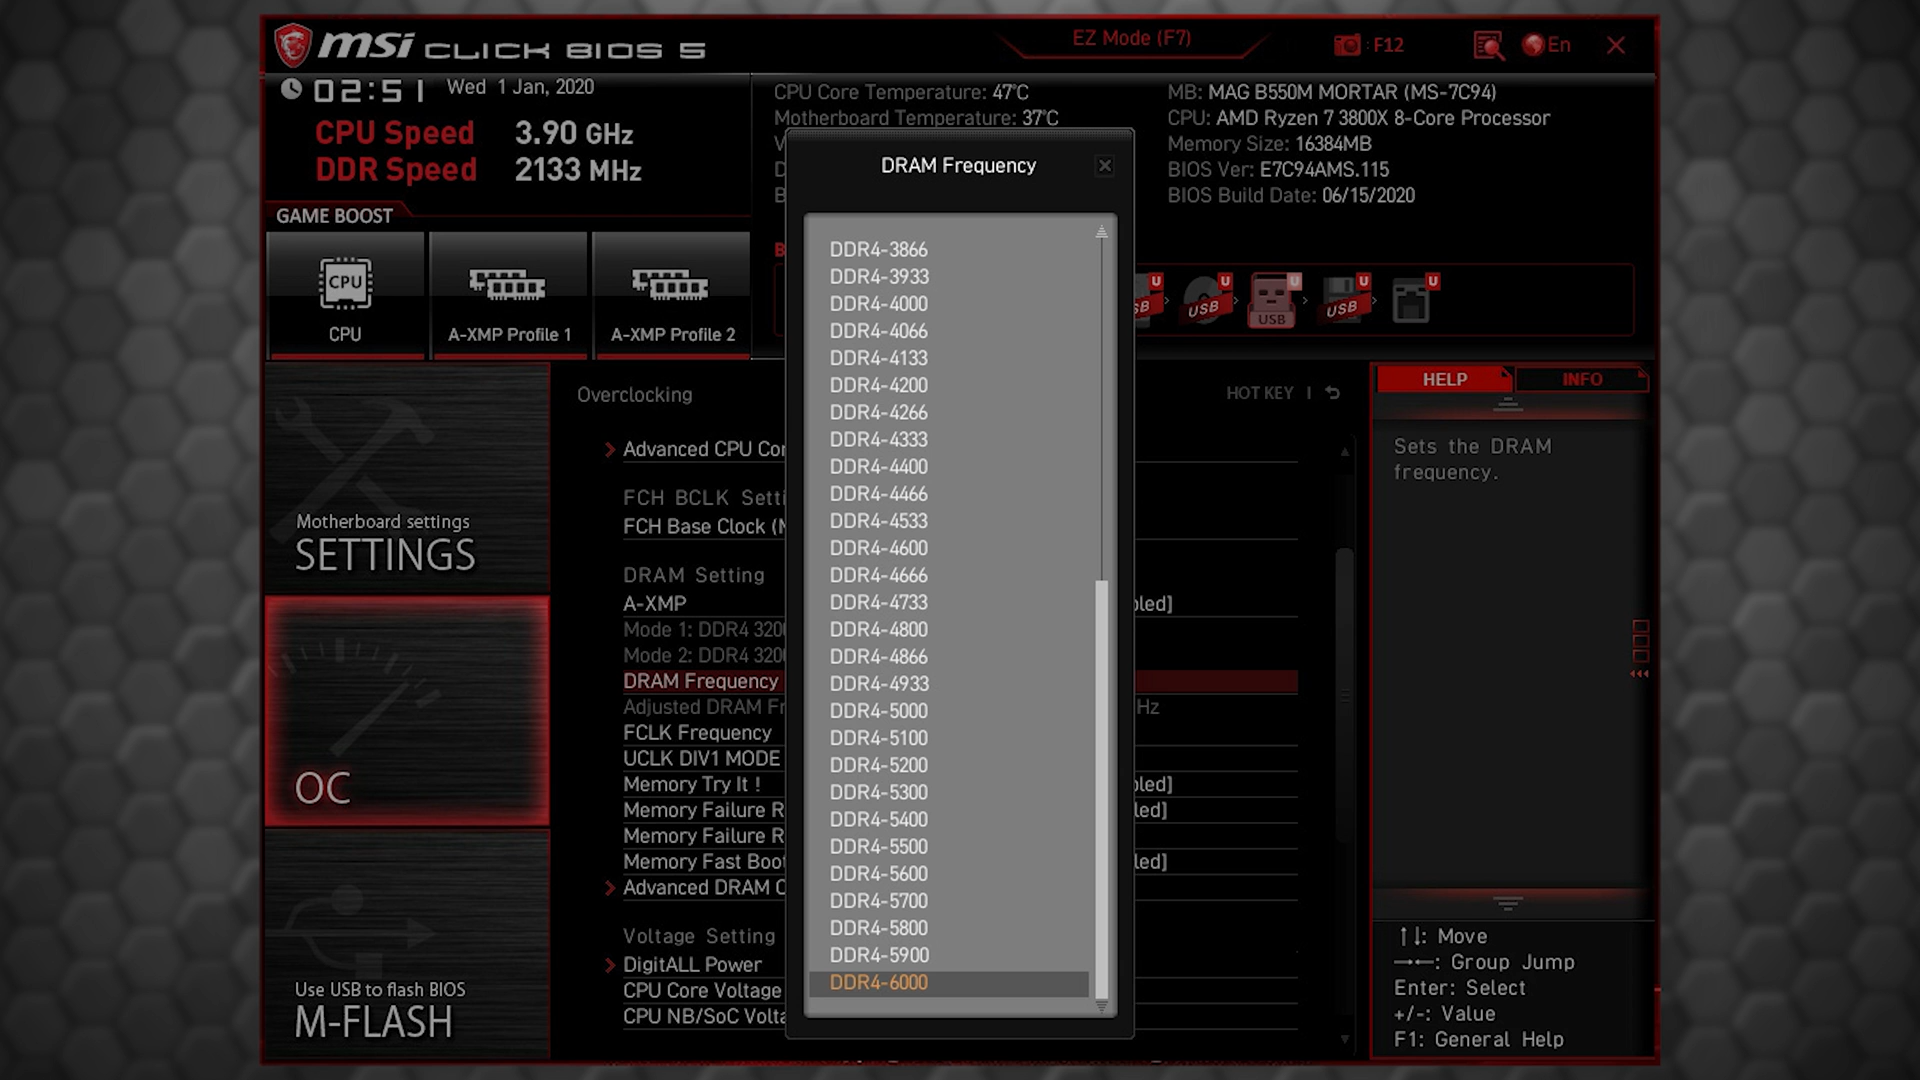 msi CLICK BIOS 5
EZ Mode (F7)
: F12
En
02:51 Wed 1 Jan, 2020
CPU Speed 3.90 GHz
DDR Speed 2133 MHz
CPU Core Temperature: 47°C
Motherboard Temperature: 37°C
MB: MAG B550M MORTAR (MS-7C94)
CPU: AMD Ryzen 7 3800X 8-Core Processor
Memory Size: 16384MB
BIOS Ver: E7C94AMS.115
BIOS Build Date: 06/15/2020
GAME BOOST
CPU
CPU
A-XMP Profile 1
A-XMP Profile 2
U U U U U
USB USB USB
Motherboard settings
SETTINGS
OC
Use USB to flash BIOS
M-FLASH
Overclocking
HOT KEY
Advanced CPU Cor
FCH BCLK Setti
FCH Base Clock (
DRAM Setting
A-XMP bled]
Mode 1: DDR4 320
Mode 2: DDR4 320
DRAM Frequency
Adjusted DRAM Fr Hz
FCLK Frequency
UCLK DIV1 MODE
Memory Try It ! bled]
Memory Failure R led]
Memory Failure R
Memory Fast Boot led]
Advanced DRAM C
Voltage Setting
DigitALL Power
CPU Core Voltage
CPU NB/SoC Volta
DRAM Frequency
DDR4-3866
DDR4-3933
DDR4-4000
DDR4-4066
DDR4-4133
DDR4-4200
DDR4-4266
DDR4-4333
DDR4-4400
DDR4-4466
DDR4-4533
DDR4-4600
DDR4-4666
DDR4-4733
DDR4-4800
DDR4-4866
DDR4-4933
DDR4-5000
DDR4-5100
DDR4-5200
DDR4-5300
DDR4-5400
DDR4-5500
DDR4-5600
DDR4-5700
DDR4-5800
DDR4-5900
DDR4-6000
HELP
INFO
Sets the DRAM
frequency.
↑↓: Move
→←: Group Jump
Enter: Select
+/-: Value
F1: General Help